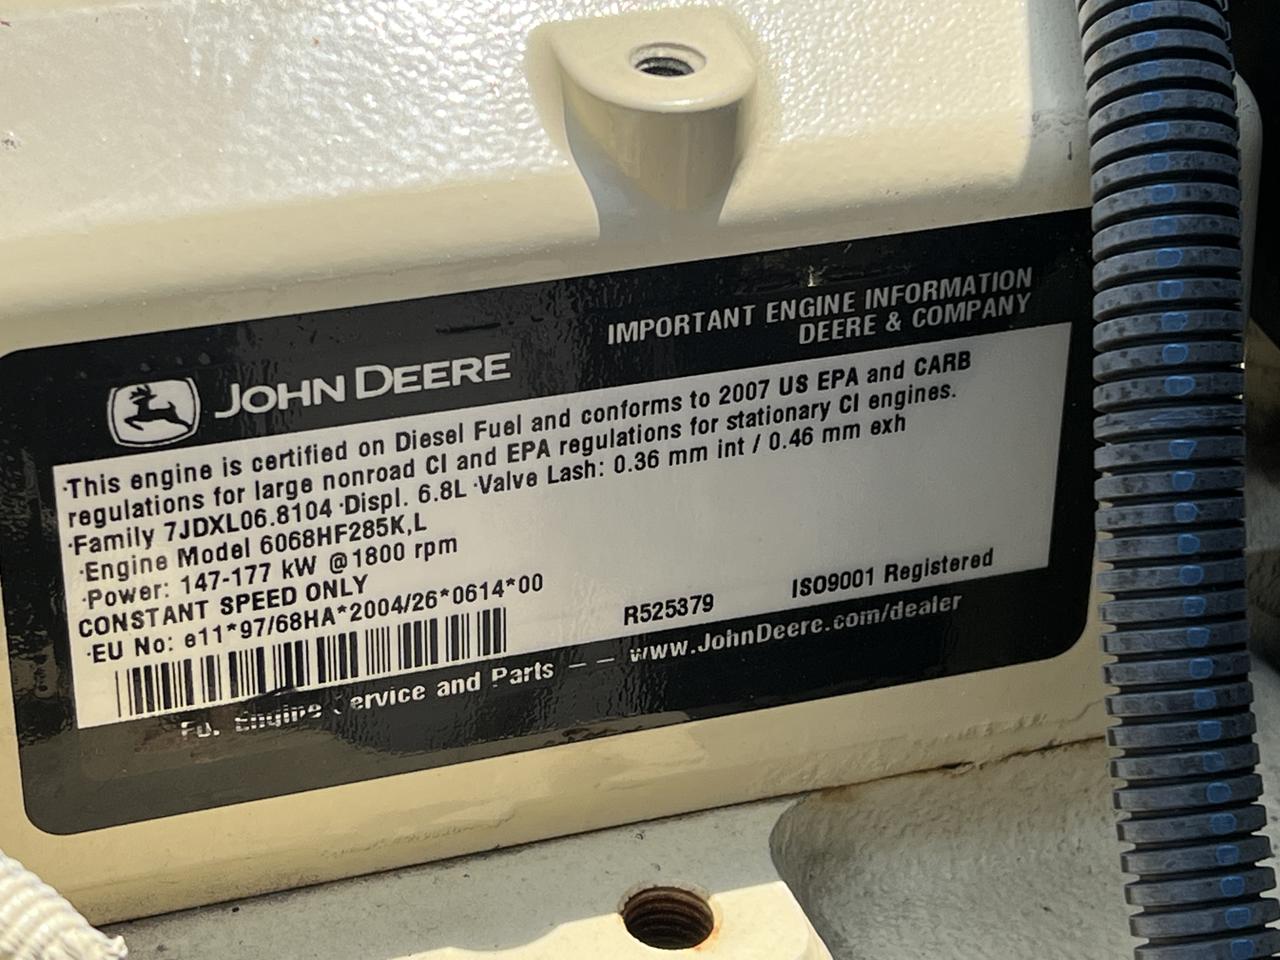 IMPORTANT ENGINE INFORMATION
DEERE & COMPANY
JOHN DEERE
·This engine is certified on Diesel Fuel and conforms to 2007 US EPA and CARB
regulations for large nonroad CI and EPA regulations for stationary CI engines.
·Family 7JDXL06.8104 ·Displ. 6.8L ·Valve Lash: 0.36 mm int / 0.46 mm exh
·Engine Model 6068HF285K,L
·Power: 147-177 kW @1800 rpm
CONSTANT SPEED ONLY
·EU No: e11*97/68HA*2004/26*0614*00
R525379 ISO9001 Registered
Engine Service and Parts – – www.JohnDeere.com/dealer